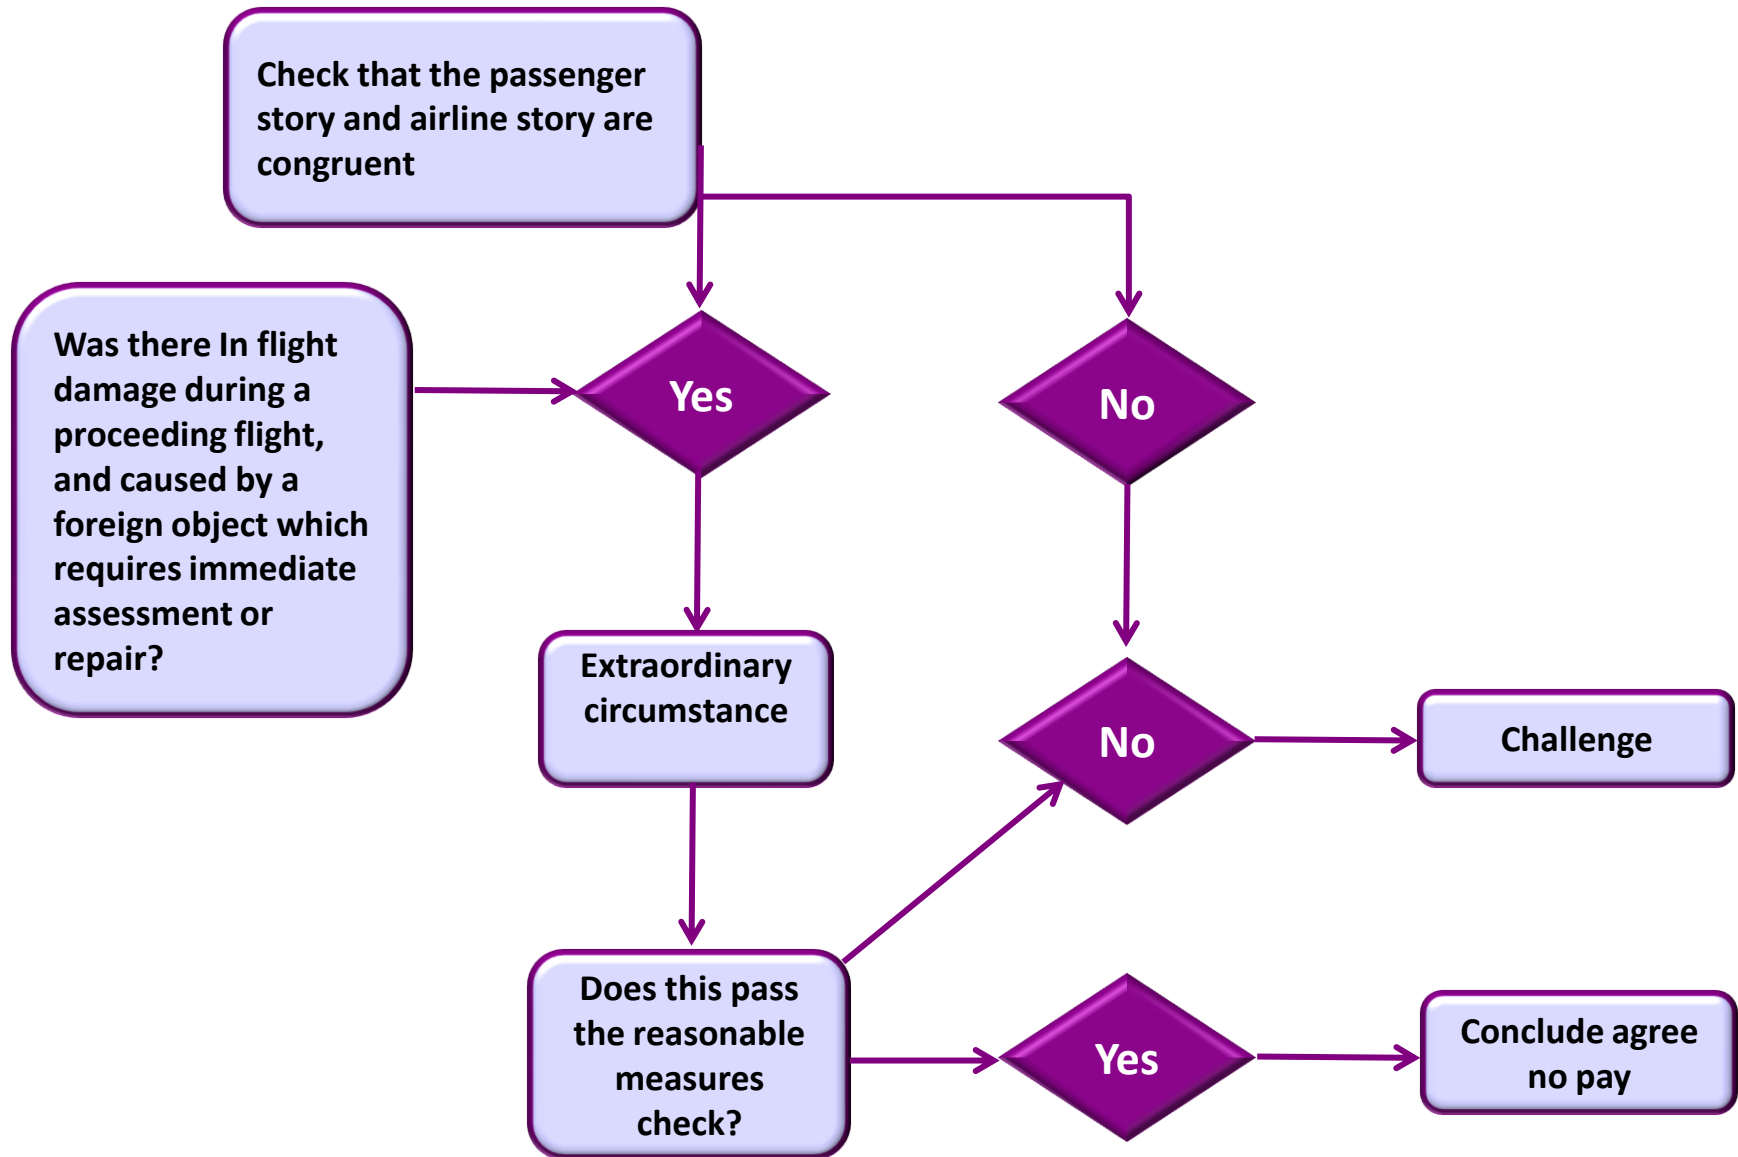 Check that the passenger
story and airline story are
congruent
Was there In flight
damage during a
proceeding flight,
and caused by a
foreign object which
requires immediate
assessment or
repair?
Yes
No
Extraordinary
circumstance
No
Challenge
Does this pass
the reasonable
measures
check?
Yes
Conclude agree
no pay